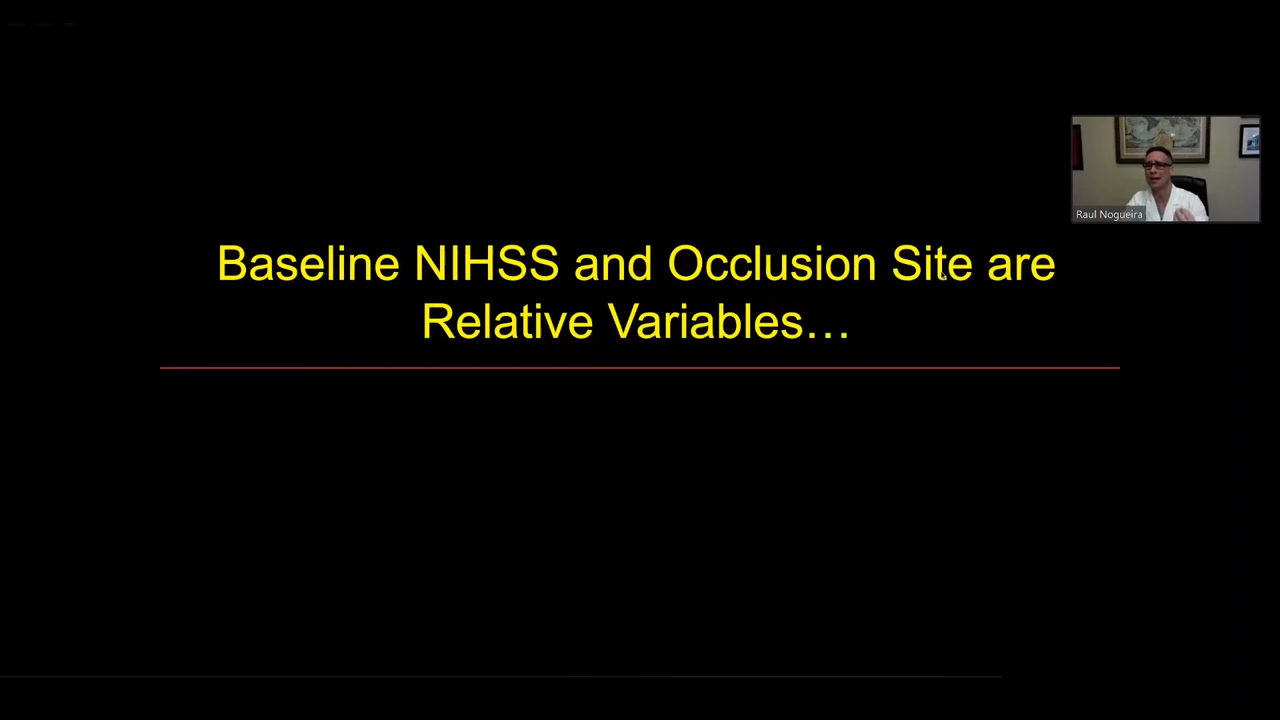 Raul Nogueira
Baseline NIHSS and Occlusion Site are
Relative Variables…